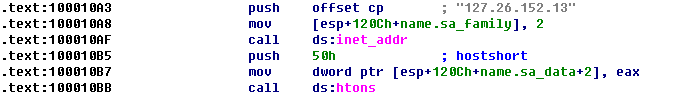 .text:100010A3 push offset cp ; "127.26.152.13"
.text:100010A8 mov [esp+120Ch+name.sa_family], 2
.text:100010AF call ds:inet_addr
.text:100010B5 push 50h ; hostshort
.text:100010B7 mov dword ptr [esp+120Ch+name.sa_data+2], eax
.text:100010BB call ds:htons